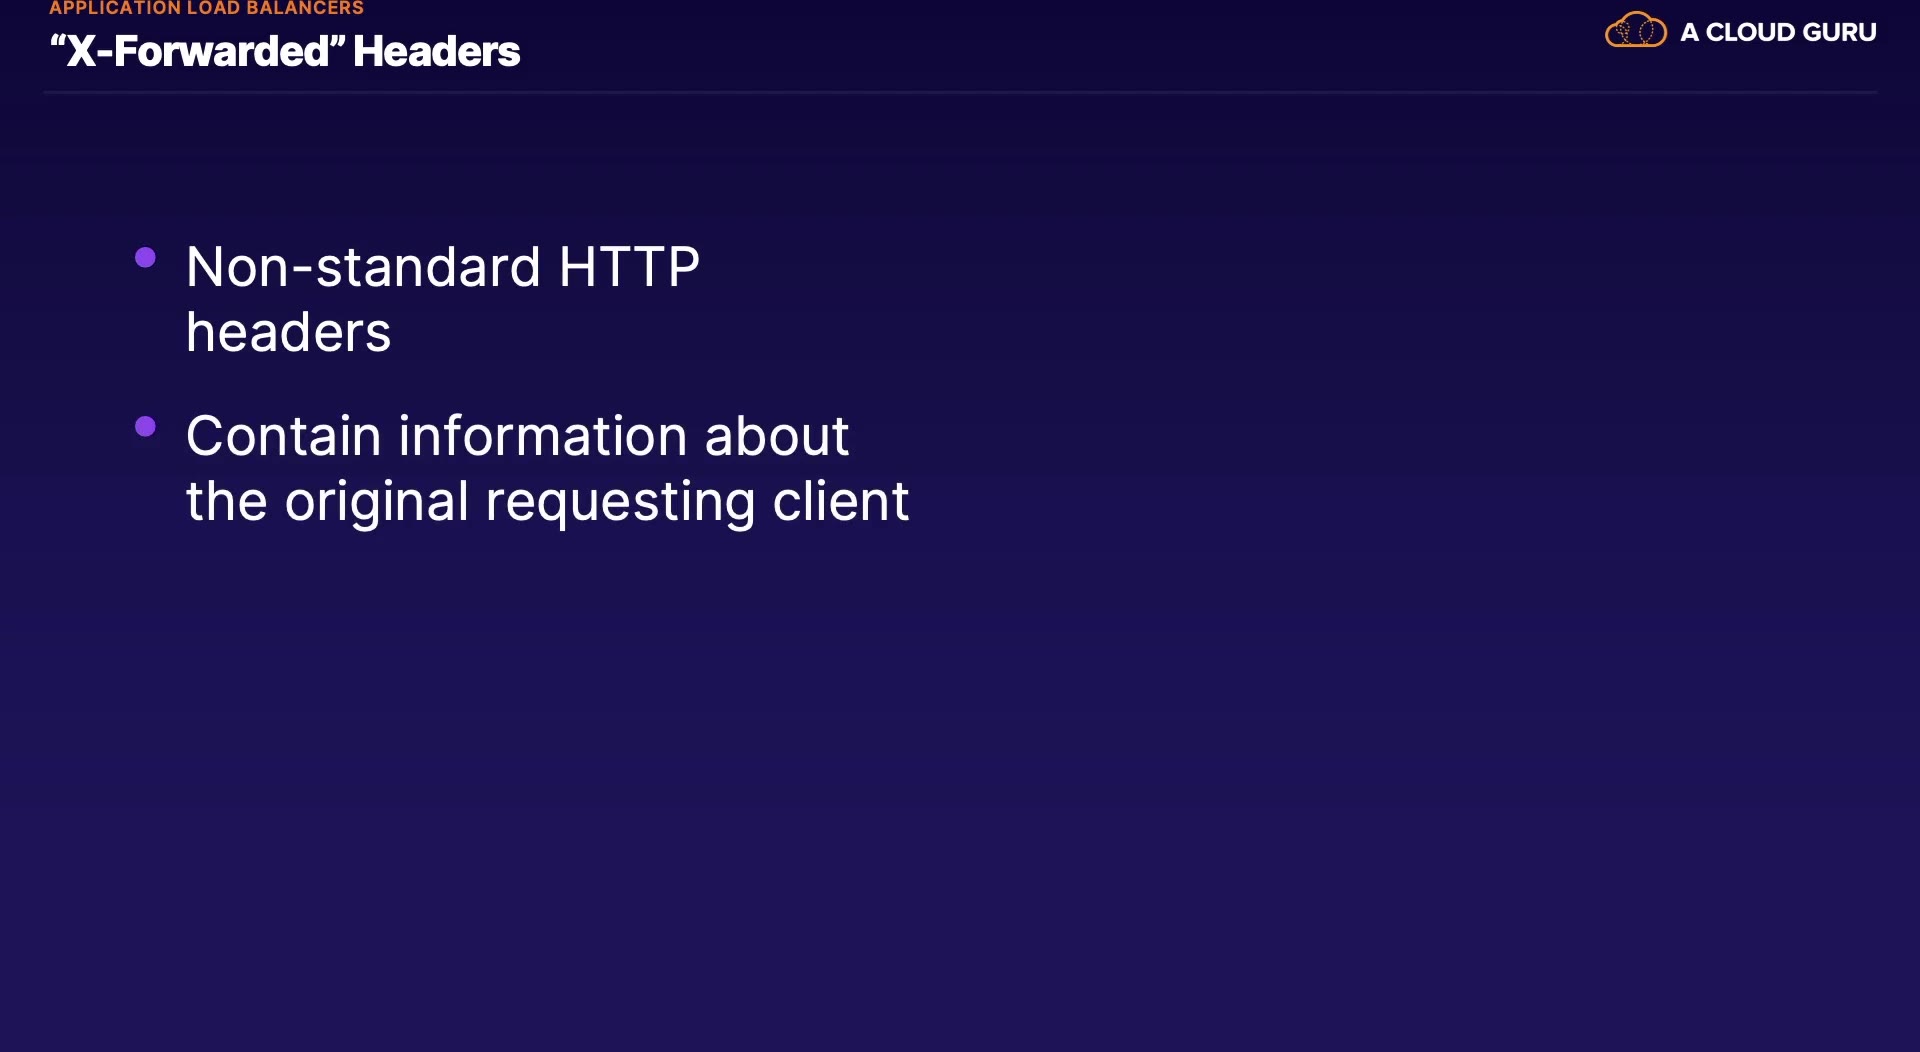 APPLICATION LOAD BALANCERS
“X-Forwarded” Headers
A CLOUD GURU
Non-standard HTTP
headers
Contain information about
the original requesting client